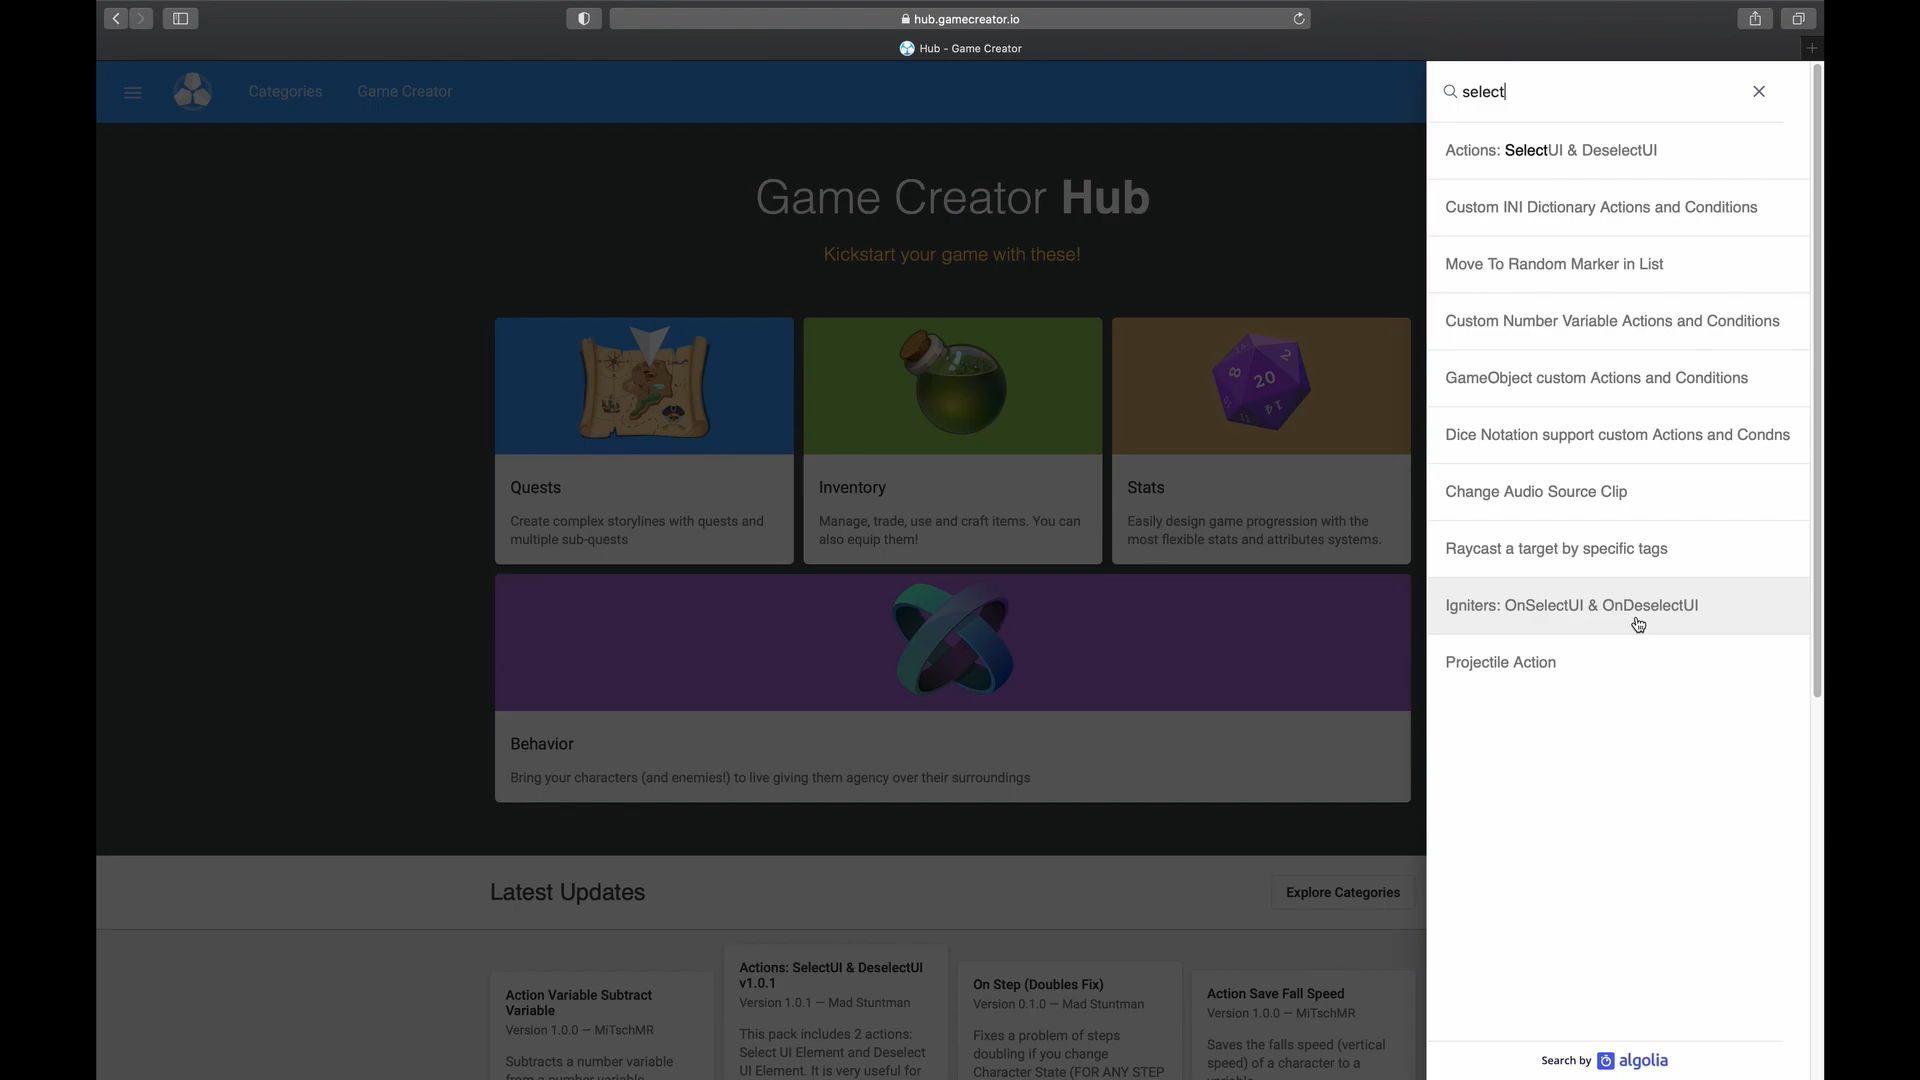 hub.gamecreator.io
Hub - Game Creator
Categories
Game Creator
select
Game Creator Hub
Kickstart your game with these!
Quests
Create complex storylines with quests and
multiple sub-quests
Inventory
Manage, trade, use and craft items. You can
also equip them!
Stats
Easily design game progression with the
most flexible stats and attributes systems.
Behavior
Bring your characters (and enemies!) to live giving them agency over their surroundings
Actions: SelectUI & DeselectUI
Custom INI Dictionary Actions and Conditions
Move To Random Marker in List
Custom Number Variable Actions and Conditions
GameObject custom Actions and Conditions
Dice Notation support custom Actions and Condns
Change Audio Source Clip
Raycast a target by specific tags
Igniters: OnSelectUI & OnDeselectUI
Projectile Action
Latest Updates
Explore Categories
Action Variable Subtract
Variable
Version 1.0.0 — MiTschMR
Subtracts a number variable
from a number variable
Actions: SelectUI & DeselectUI
v1.0.1
Version 1.0.1 — Mad Stuntman
This pack includes 2 actions:
Select UI Element and Deselect
UI Element. It is very useful for
On Step (Doubles Fix)
Version 0.1.0 — Mad Stuntman
Fixes a problem of steps
doubling if you change
Character State (FOR ANY STEP
Action Save Fall Speed
Version 1.0.0 — MiTschMR
Saves the falls speed (vertical
speed) of a character to a
Search by algolia